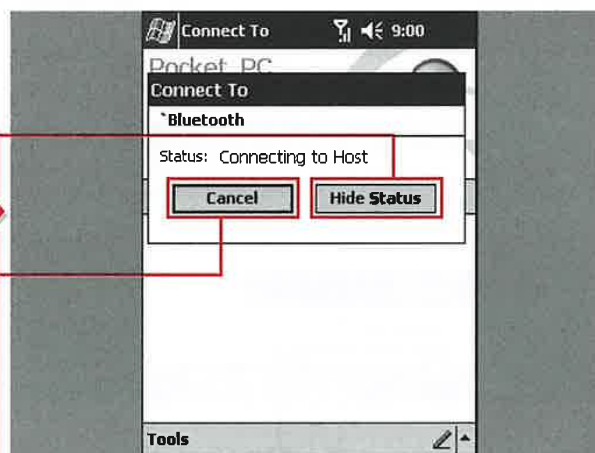 Connect To 9:00
Pocket PC
Connect To
`Bluetooth
Status: Connecting to Host
Cancel Hide Status
Tools